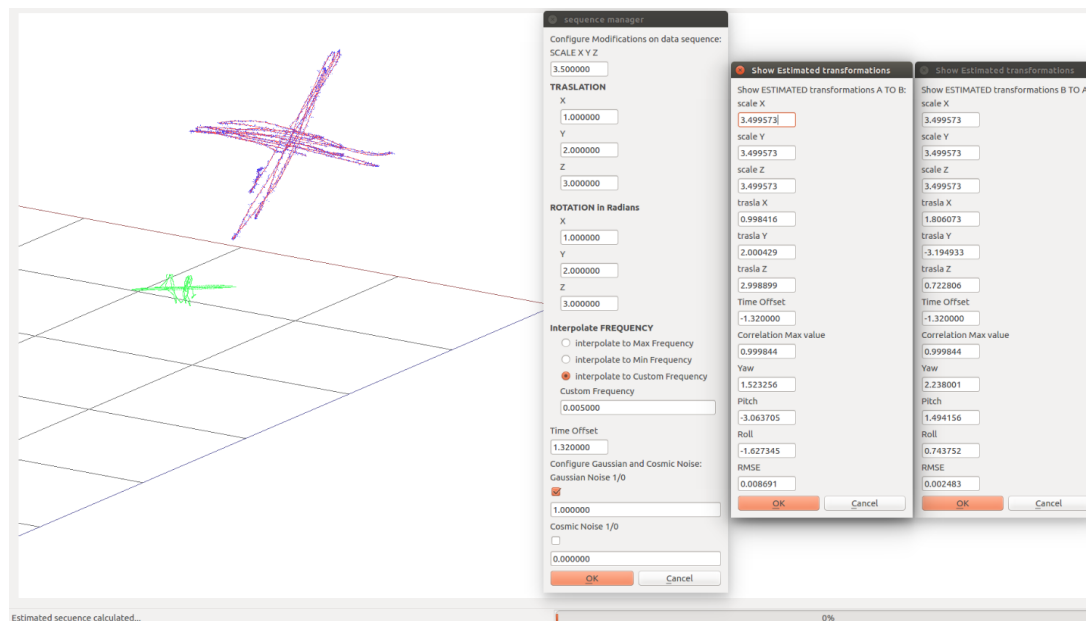 sequence manager
Configure Modifications on data sequence:
SCALE X Y Z
3.500000
TRASLATION
X
1.000000
Y
2.000000
Z
3.000000
ROTATION in Radians
X
1.000000
Y
2.000000
Z
3.000000
Interpolate FREQUENCY
interpolate to Max Frequency
interpolate to Min Frequency
interpolate to Custom Frequency
Custom Frequency
0.005000
Time Offset
1.320000
Configure Gaussian and Cosmic Noise:
Gaussian Noise 1/0
1.000000
Cosmic Noise 1/0
0.000000
OK Cancel
Show Estimated transformations
Show ESTIMATED transformations A TO B:
scale X
3.499573
scale Y
3.499573
scale Z
3.499573
trasla X
0.998416
trasla Y
2.000429
trasla Z
2.998899
Time Offset
-1.320000
Correlation Max value
0.999844
Yaw
1.523256
Pitch
-3.063705
Roll
-1.627345
RMSE
0.008691
OK Cancel
Show Estimated transformations
Show ESTIMATED transformations B TO A
scale X
3.499573
scale Y
3.499573
scale Z
3.499573
trasla X
1.806073
trasla Y
-3.194933
trasla Z
0.722806
Time Offset
-1.320000
Correlation Max value
0.999844
Yaw
2.238001
Pitch
1.494156
Roll
0.743752
RMSE
0.002483
OK Cancel
Estimated secuence calculated...
0%